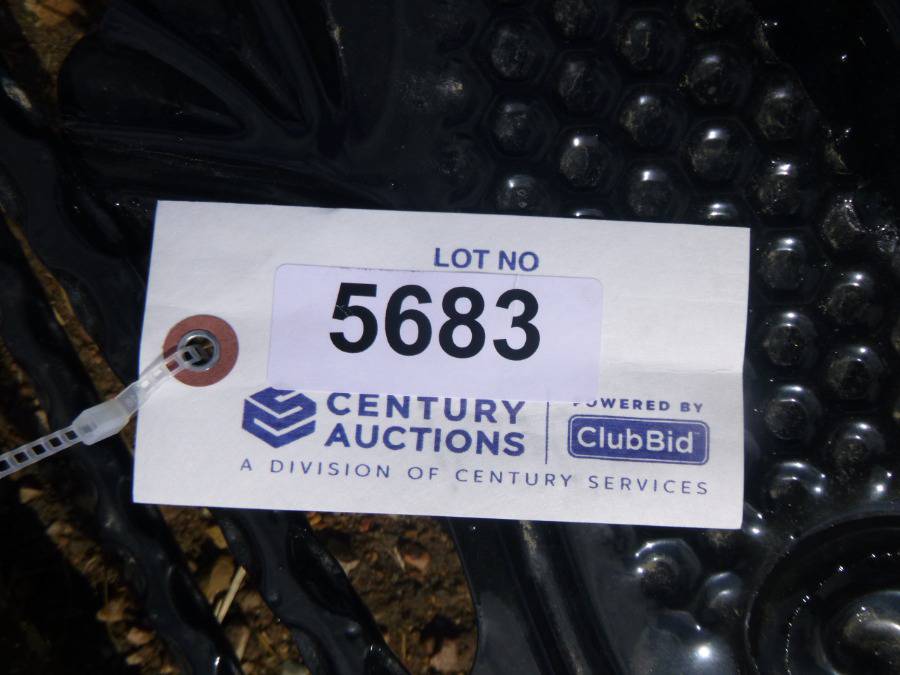 LOT NO
5683
CENTURY
AUCTIONS
POWERED BY
ClubBid
A DIVISION OF CENTURY SERVICES